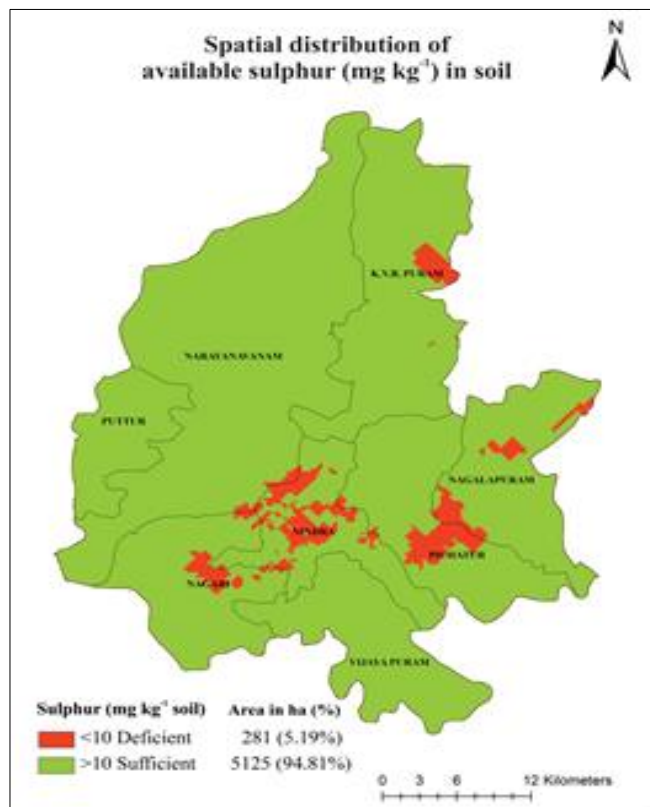 Spatial distribution of
available sulphur (mg kg⁻¹) in soil
N
K.V.B. PURAM
NARAYANAVANAM
PUTTUR
NAGALAPURAM
NINDRA
PICHATUR
NAGARI
VIJAYA PURAM
Sulphur (mg kg⁻¹ soil) Area in ha (%)
<10 Deficient 281 (5.19%)
>10 Sufficient 5125 (94.81%)
0 3 6 12 Kilometers